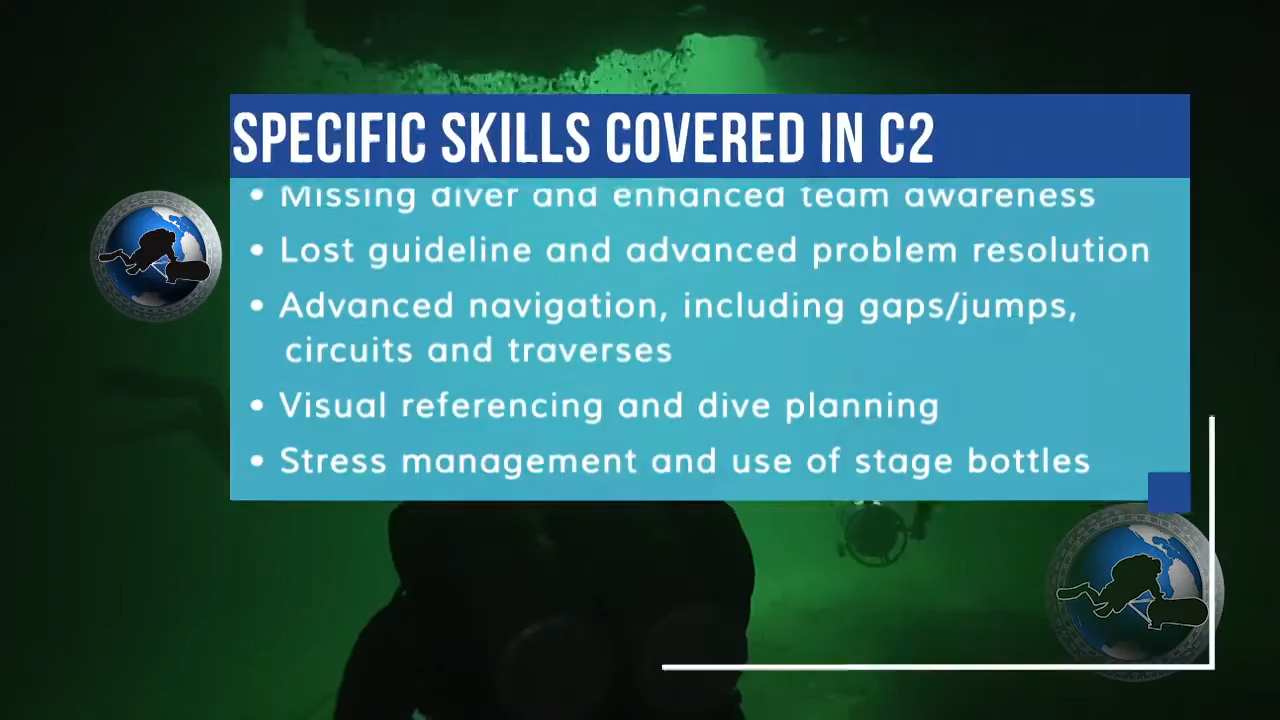 SPECIFIC SKILLS COVERED IN C2
• Missing diver and enhanced team awareness
• Lost guideline and advanced problem resolution
• Advanced navigation, including gaps/jumps,
circuits and traverses
• Visual referencing and dive planning
• Stress management and use of stage bottles